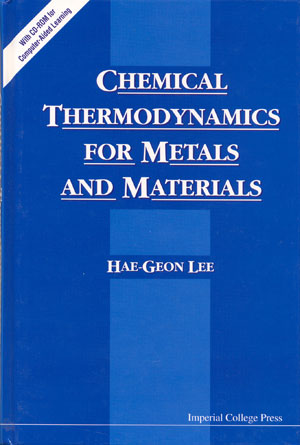 With CD-ROM for
Computer-Aided Learning
CHEMICAL
THERMODYNAMICS
FOR METALS
AND MATERIALS
HAE-GEON LEE
Imperial College Press